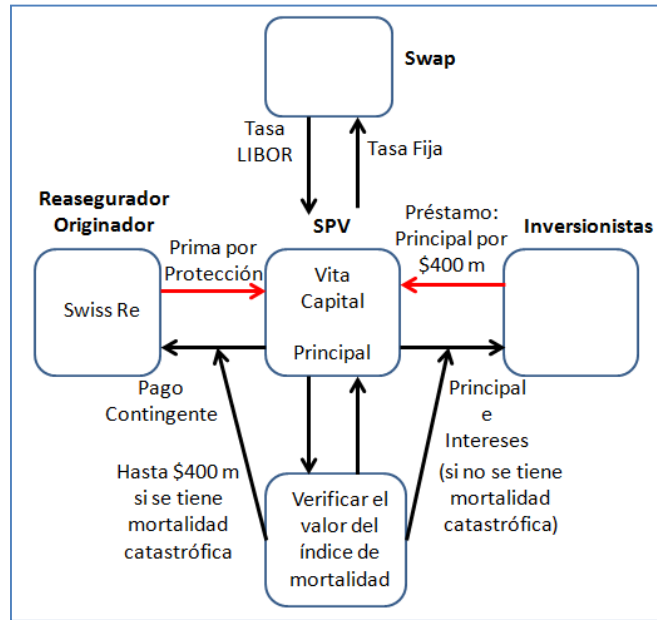 Swap
Tasa
LIBOR
Tasa Fija
Reasegurador
Originador
SPV
Préstamo:
Principal por
$400 m
Inversionistas
Prima por
Protección
Swiss Re
Vita
Capital
Principal
Pago
Contingente
Principal
e
Intereses
Hasta $400 m
si se tiene
mortalidad
catastrófica
(si no se tiene
mortalidad
catastrófica)
Verificar el
valor del
índice de
mortalidad